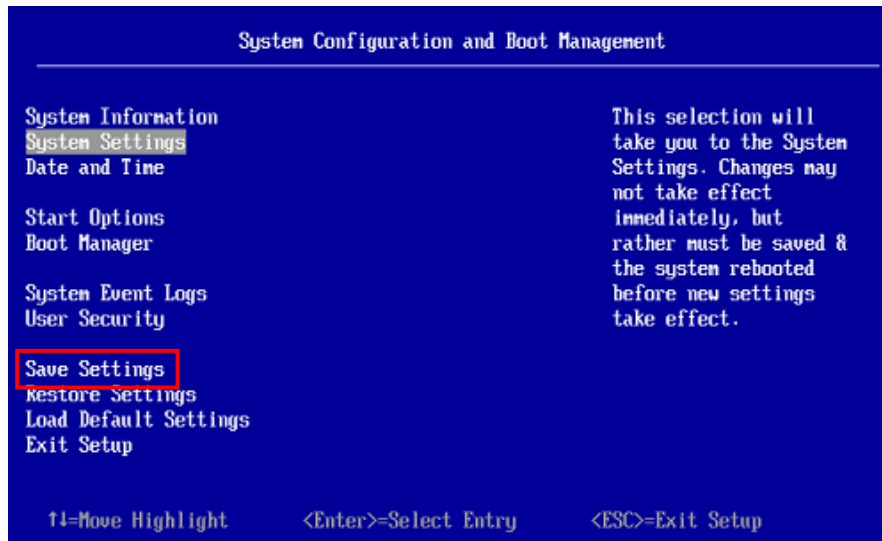 System Configuration and Boot Management
System Information
System Settings
Date and Time
Start Options
Boot Manager
System Event Logs
User Security
Save Settings
Restore Settings
Load Default Settings
Exit Setup
This selection will
take you to the System
Settings. Changes may
not take effect
immediately, but
rather must be saved &
the system rebooted
before new settings
take effect.
↑↓=Move Highlight <Enter>=Select Entry <ESC>=Exit Setup